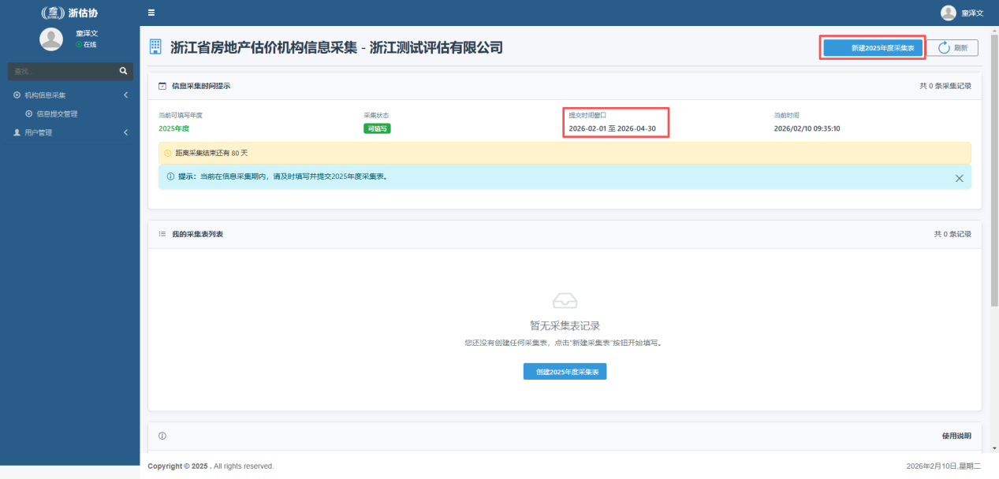 浙估协
童泽文
童泽文
在线
查找...
机构信息采集
信息提交管理
用户管理
浙江省房地产估价机构信息采集 - 浙江测试评估有限公司
新建2025年度采集表
刷新
信息采集时间提示
共 0 条采集记录
当前可填写年度
采集状态
提交时间窗口
当前时间
2025年度
可填写
2026-02-01 至 2026-04-30
2026/02/10 09:35:10
距离采集结束还有 80 天
提示：当前在信息采集期内，请及时填写并提交2025年度采集表。
我的采集表列表
共 0 条记录
暂无采集表记录
您还没有创建任何采集表，点击"新建采集表"按钮开始填写。
创建2025年度采集表
使用说明
Copyright © 2025 . All rights reserved.
2026年2月10日,星期二